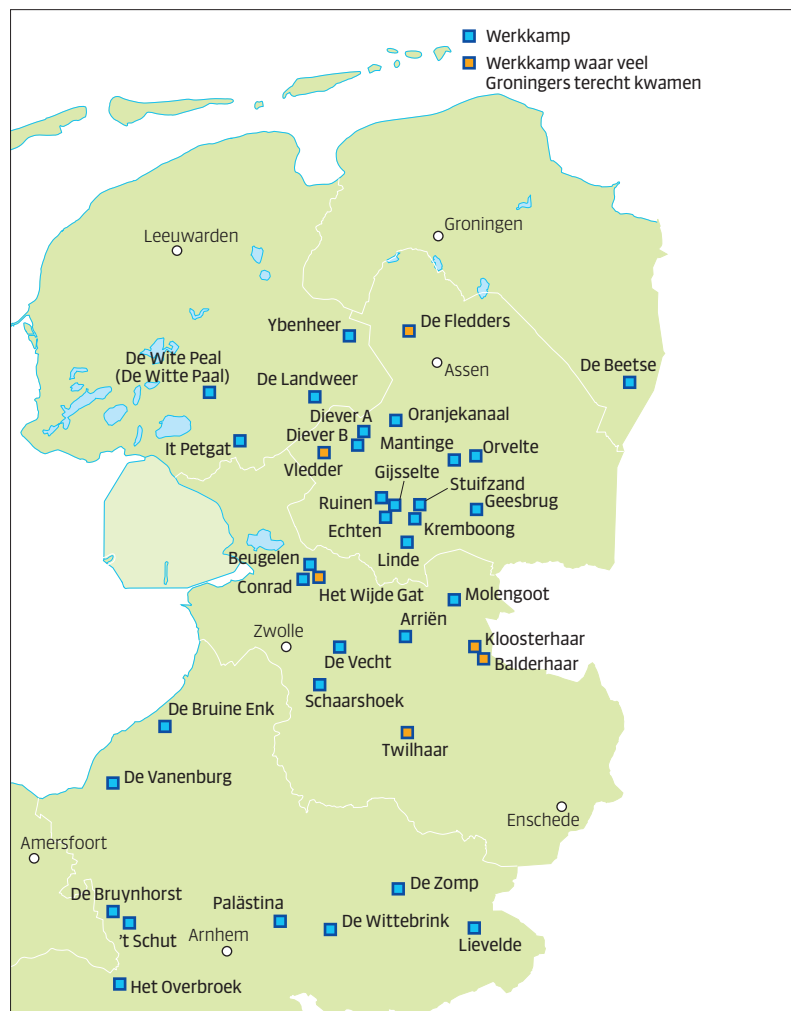 Werkkamp
Werkkamp waar veel
Groningers terecht kwamen
Groningen
Leeuwarden
Ybenheer
De Fledders
De Wite Peal
(De Witte Paal)
Assen
De Beetse
De Landweer
Diever A
Oranjekanaal
Diever B
Mantinge
Orvelte
It Petgat
Vledder
Gijsselte
Stuifzand
Ruinen
Geesbrug
Echten
Kremboong
Linde
Beugelen
Conrad
Het Wijde Gat
Molengoot
Arriën
Zwolle
Kloosterhaar
De Vecht
Balderhaar
Schaarshoek
De Bruine Enk
Twilhaar
De Vanenburg
Enschede
Amersfoort
De Zomp
De Bruynhorst
Palästina
De Wittebrink
't Schut
Arnhem
Lievelde
Het Overbroek